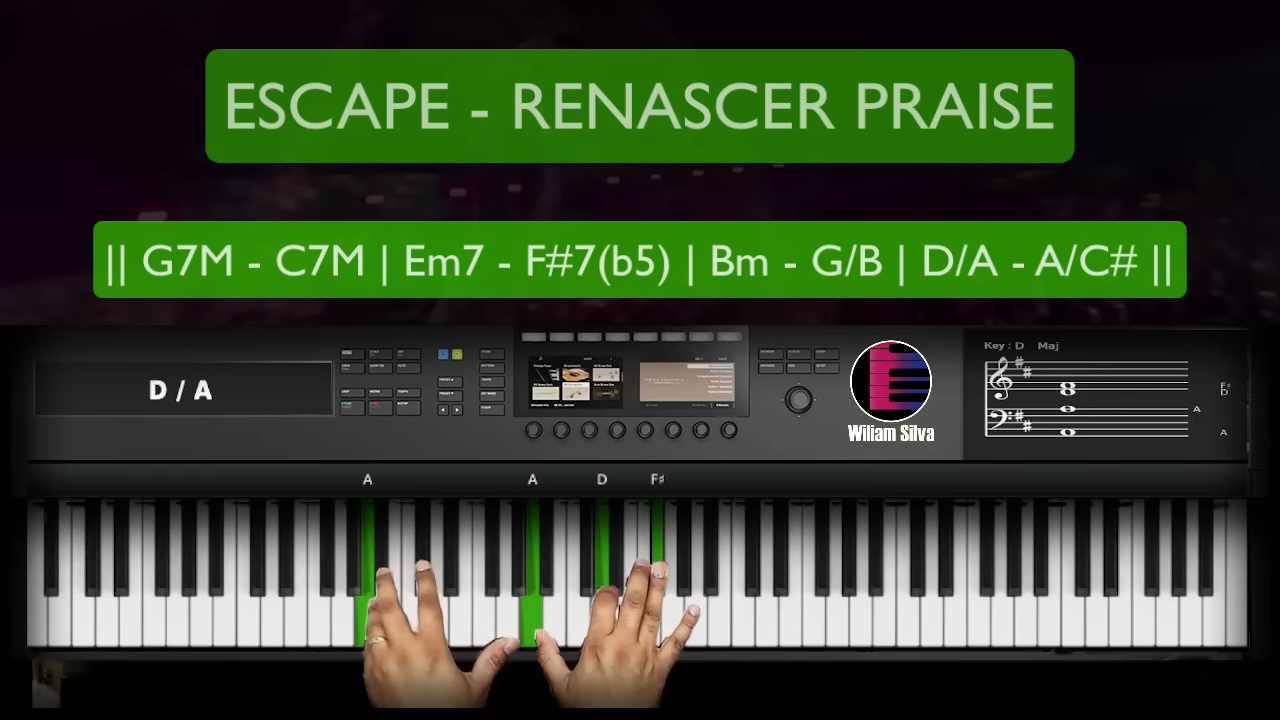 ESCAPE - RENASCER PRAISE
|| G7M - C7M | Em7 - F#7(b5) | Bm - G/B | D/A - A/C# ||
Key : D Maj
D / A
F♯
D
A
A
Wiliam Silva
A A D F♯